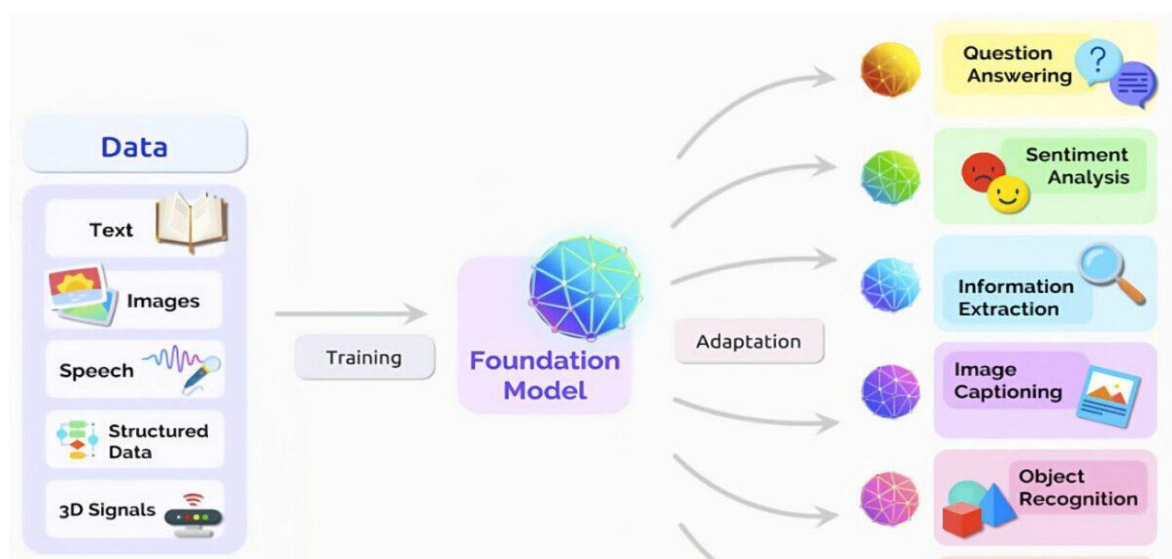 Data
Text
Images
Speech
Structured
Data
3D Signals
Training
Foundation
Model
Adaptation
Question
Answering
?
Sentiment
Analysis
Information
Extraction
Image
Captioning
Object
Recognition